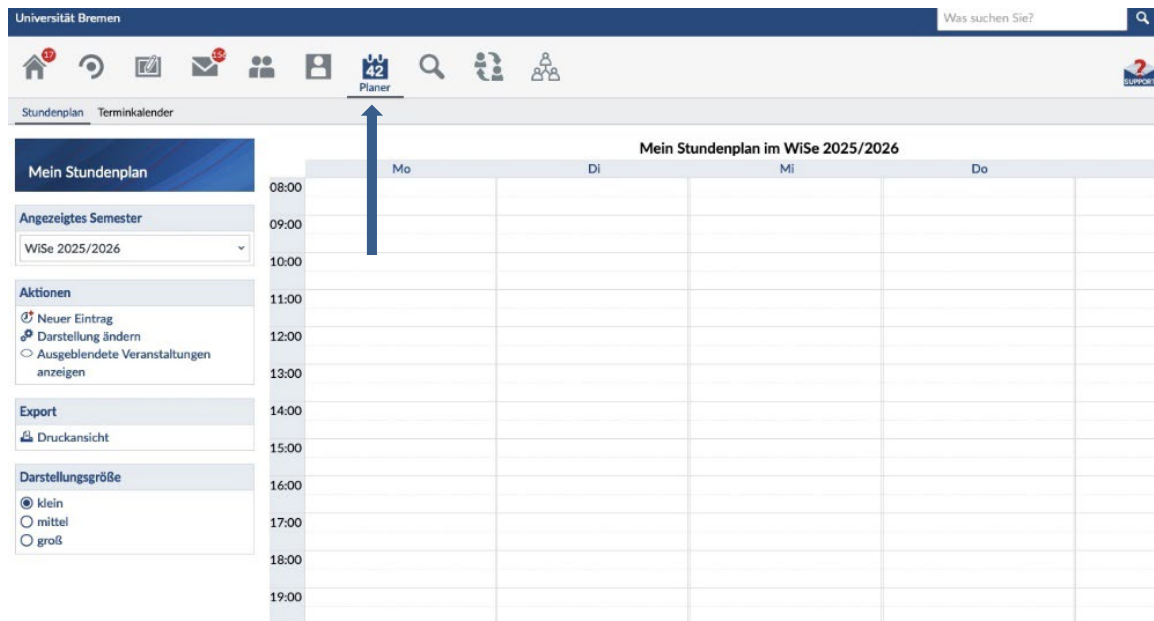 Universität Bremen
Was suchen Sie?
17
154
42
Planer
SUPPORT
Stundenplan Terminkalender
Mein Stundenplan
Mein Stundenplan im WiSe 2025/2026
Mo Di Mi Do
Angezeigtes Semester
WiSe 2025/2026
Aktionen
Neuer Eintrag
Darstellung ändern
Ausgeblendete Veranstaltungen
anzeigen
Export
Druckansicht
Darstellungsgröße
klein
mittel
groß
08:00
09:00
10:00
11:00
12:00
13:00
14:00
15:00
16:00
17:00
18:00
19:00